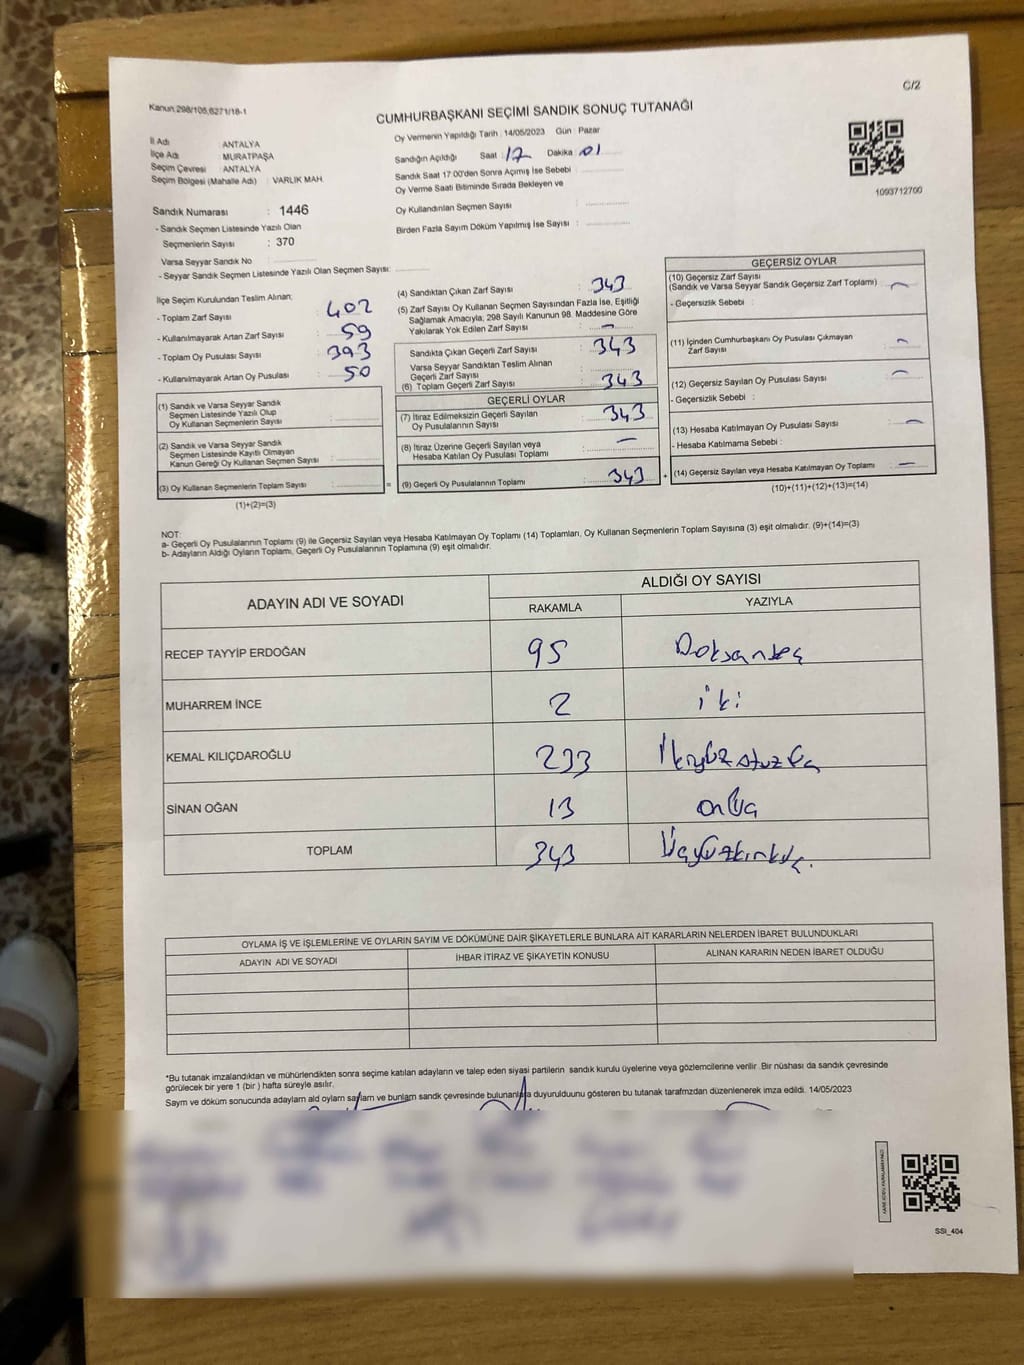 C/2
Kanun:298/105,6271/18-1
CUMHURBAŞKANI SEÇİMİ SANDIK SONUÇ TUTANAĞI
İl Adı : ANTALYA
İlçe Adı : MURATPAŞA
Seçim Çevresi : ANTALYA
Seçim Bölgesi (Mahalle Adı) : VARLIK MAH.
Oy Vermenin Yapıldığı Tarih : 14/05/2023 Gün : Pazar
Sandığın Açıldığı Saat : 17 Dakika : 01
Sandık Saat 17.00'den Sonra Açımış İse Sebebi :
Oy Verme Saati Bitiminde Sırada Bekleyen ve
Oy Kullandırılan Seçmen Sayısı :
Birden Fazla Sayım Döküm Yapılmış İse Sayısı :
1093712700
Sandık Numarası : 1446
- Sandık Seçmen Listesinde Yazılı Olan
Seçmenlerin Sayısı : 370
Varsa Seyyar Sandık No :
- Seyyar Sandık Seçmen Listesinde Yazılı Olan Seçmen Sayısı:
İlçe Seçim Kurulundan Teslim Alınan;
- Toplam Zarf Sayısı : 402
- Kullanılmayarak Artan Zarf Sayısı : 59
- Toplam Oy Pusulası Sayısı : 393
- Kullanılmayarak Artan Oy Pusulası : 50
(1) Sandık ve Varsa Seyyar Sandık
Seçmen Listesinde Yazılı Olup
Oy Kullanan Seçmenlerin Sayısı :
(2) Sandık ve Varsa Seyyar Sandık
Seçmen Listesinde Kayıtlı Olmayan
Kanun Gereği Oy Kullanan Seçmen Sayısı :
(3) Oy Kullanan Seçmenlerin Toplam Sayısı :
(1)+(2)=(3)
(4) Sandıktan Çıkan Zarf Sayısı : 343
(5) Zarf Sayısı Oy Kullanan Seçmen Sayısından Fazla İse, Eşitliği
Sağlamak Amacıyla, 298 Sayılı Kanunun 98. Maddesine Göre
Yakılarak Yok Edilen Zarf Sayısı : —
Sandıkta Çıkan Geçerli Zarf Sayısı : 343
Varsa Seyyar Sandıktan Teslim Alınan
Geçerli Zarf Sayısı :
(6) Toplam Geçerli Zarf Sayısı : 343
GEÇERLİ OYLAR
(7) İtiraz Edilmeksizin Geçerli Sayılan
Oy Pusulalarının Sayısı : 343
(8) İtiraz Üzerine Geçerli Sayılan veya
Hesaba Katılan Oy Pusulası Toplamı : —
= (9) Geçerli Oy Pusulalarının Toplamı : 343 +
GEÇERSİZ OYLAR
(10) Geçersiz Zarf Sayısı
(Sandık ve Varsa Seyyar Sandık Geçersiz Zarf Toplamı) : —
- Geçersizlik Sebebi :
(11) İçinden Cumhurbaşkanı Oy Pusulası Çıkmayan
Zarf Sayısı : —
(12) Geçersiz Sayılan Oy Pusulası Sayısı : —
- Geçersizlik Sebebi :
(13) Hesaba Katılmayan Oy Pusulası Sayısı : —
- Hesaba Katılmama Sebebi :
(14) Geçersiz Sayılan veya Hesaba Katılmayan Oy Toplamı : —
(10)+(11)+(12)+(13)=(14)
NOT:
a- Geçerli Oy Pusulalarının Toplamı (9) ile Geçersiz Sayılan veya Hesaba Katılmayan Oy Toplamı (14) Toplamları, Oy Kullanan Seçmenlerin Toplam Sayısına (3) eşit olmalıdır. (9)+(14)=(3)
b- Adayların Aldığı Oyların Toplamı, Geçerli Oy Pusulalarının Toplamına (9) eşit olmalıdır.
ADAYIN ADI VE SOYADI
ALDIĞI OY SAYISI
RAKAMLA YAZIYLA
RECEP TAYYİP ERDOĞAN 95 Doksanbeş
MUHARREM İNCE 2 iki
KEMAL KILIÇDAROĞLU 233 İkiyüzotuzüç
SİNAN OĞAN 13 onüç
TOPLAM 343 Üçyüzkırküç.
OYLAMA İŞ VE İŞLEMLERİNE VE OYLARIN SAYIM VE DÖKÜMÜNE DAİR ŞİKAYETLERLE BUNLARA AİT KARARLARIN NELERDEN İBARET BULUNDUKLARI
ADAYIN ADI VE SOYADI İHBAR İTİRAZ VE ŞİKAYETİN KONUSU ALINAN KARARIN NEDEN İBARET OLDUĞU
*Bu tutanak imzalandıktan ve mühürlendikten sonra seçime katılan adayların ve talep eden siyasi partilerin sandık kurulu üyelerine veya gözlemcilerine verilir. Bir nüshası da sandık çevresinde
görülecek bir yere 1 (bir ) hafta süreyle asılır.
Sayım ve döküm sonucunda adayların ald oyların sayılarını ve bunların sandk çevresinde bulunanlara duyurulduunu gösteren bu tutanak tarafmzdan düzenlenerek imza edildi. 14/05/2023
SSI_404